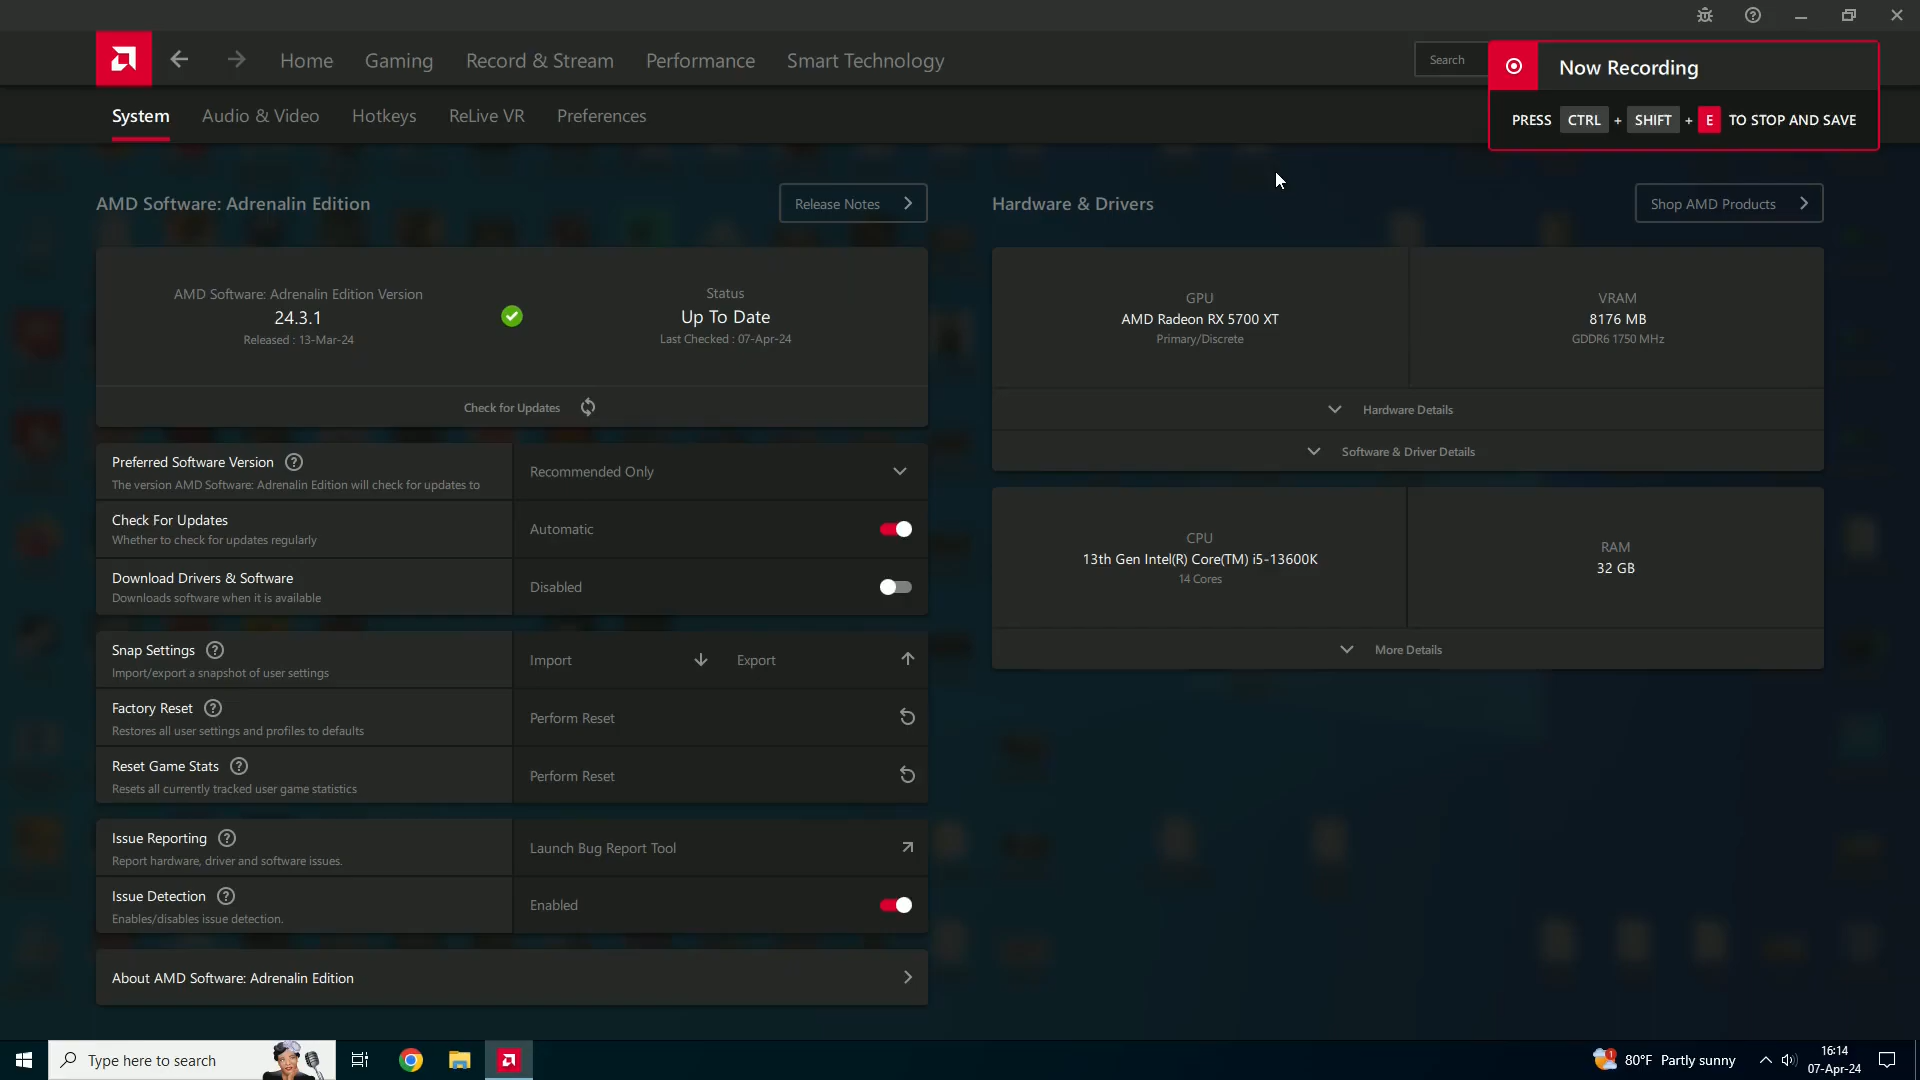 Home
Gaming
Record & Stream
Performance
Smart Technology
Search
Now Recording
PRESS CTRL + SHIFT + E TO STOP AND SAVE
System
Audio & Video
Hotkeys
ReLive VR
Preferences
AMD Software: Adrenalin Edition
Release Notes
AMD Software: Adrenalin Edition Version
24.3.1
Released : 13-Mar-24
Status
Up To Date
Last Checked : 07-Apr-24
Check for Updates
Preferred Software Version
The version AMD Software: Adrenalin Edition will check for updates to
Recommended Only
Check For Updates
Whether to check for updates regularly
Automatic
Download Drivers & Software
Downloads software when it is available
Disabled
Snap Settings
Import/export a snapshot of user settings
Import
Export
Factory Reset
Restores all user settings and profiles to defaults
Perform Reset
Reset Game Stats
Resets all currently tracked user game statistics
Perform Reset
Issue Reporting
Report hardware, driver and software issues.
Launch Bug Report Tool
Issue Detection
Enables/disables issue detection.
Enabled
About AMD Software: Adrenalin Edition
Hardware & Drivers
Shop AMD Products
GPU
AMD Radeon RX 5700 XT
Primary/Discrete
VRAM
8176 MB
GDDR6 1750 MHz
Hardware Details
Software & Driver Details
CPU
13th Gen Intel(R) Core(TM) i5-13600K
14 Cores
RAM
32 GB
More Details
Type here to search
1
80°F Partly sunny
16:14
07-Apr-24